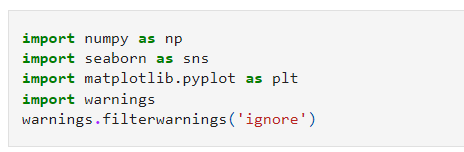 import numpy as np
import seaborn as sns
import matplotlib.pyplot as plt
import warnings
warnings.filterwarnings('ignore')